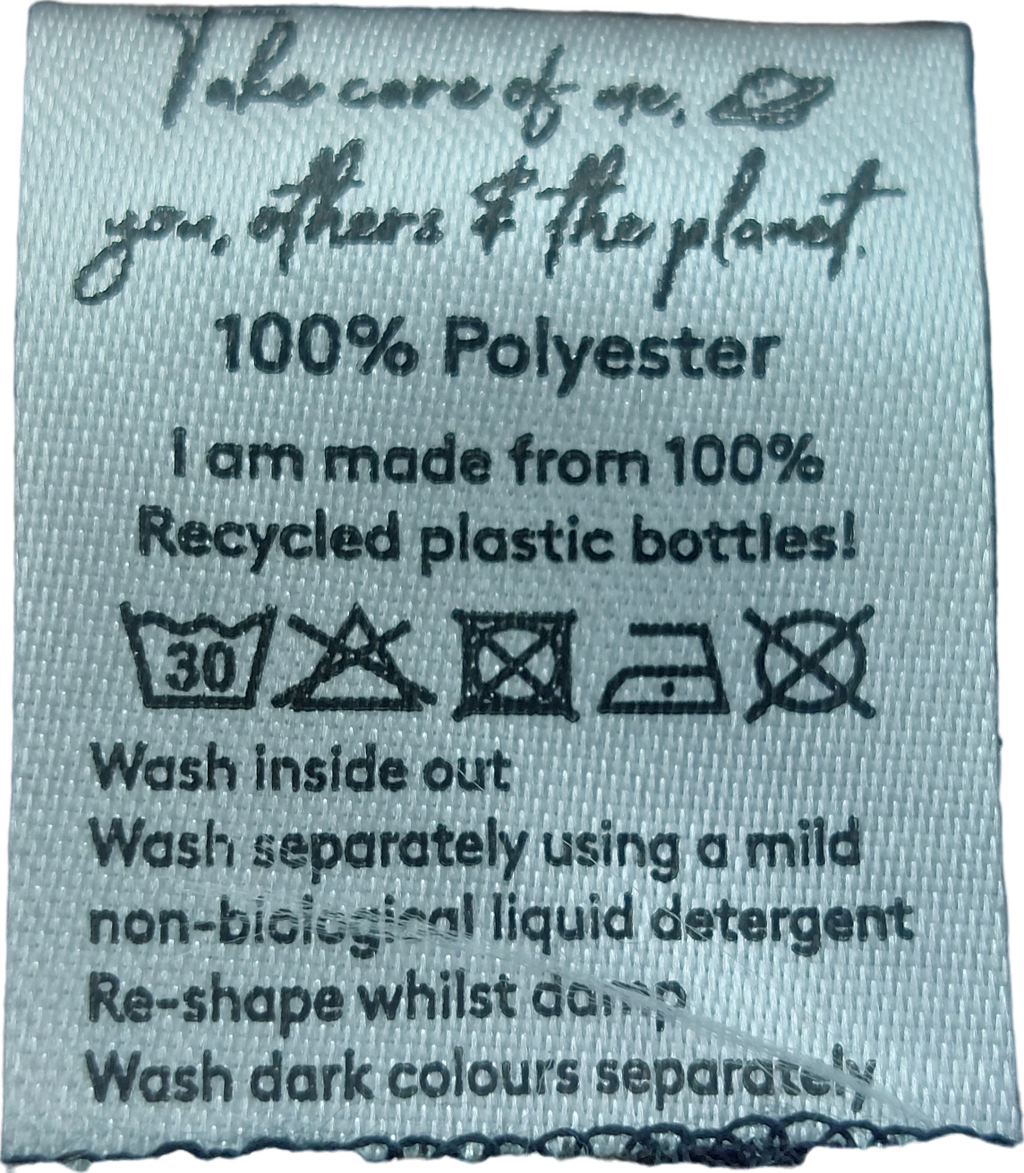 Take care of me,
you, others & the planet.
100% Polyester
I am made from 100%
Recycled plastic bottles!
30
Wash inside out
Wash separately using a mild
non-biological liquid detergent
Re-shape whilst damp
Wash dark colours separately